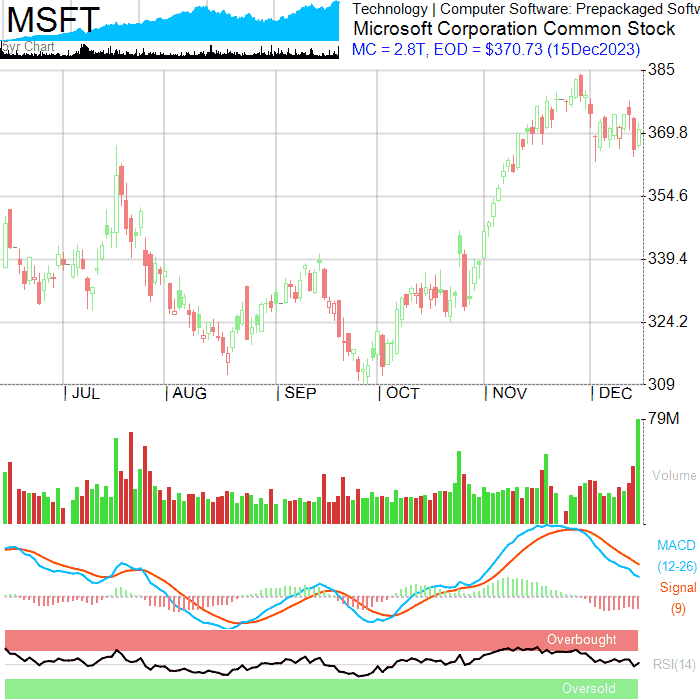 MSFT
5yr Chart
Technology | Computer Software: Prepackaged Softw
Microsoft Corporation Common Stock
MC = 2.8T, EOD = $370.73 (15Dec2023)
385
369.8
354.6
339.4
324.2
309
| JUL | AUG | SEP | OCT | NOV | DEC
79M
Volume
MACD
(12-26)
Signal
(9)
Overbought
RSI(14)
Oversold